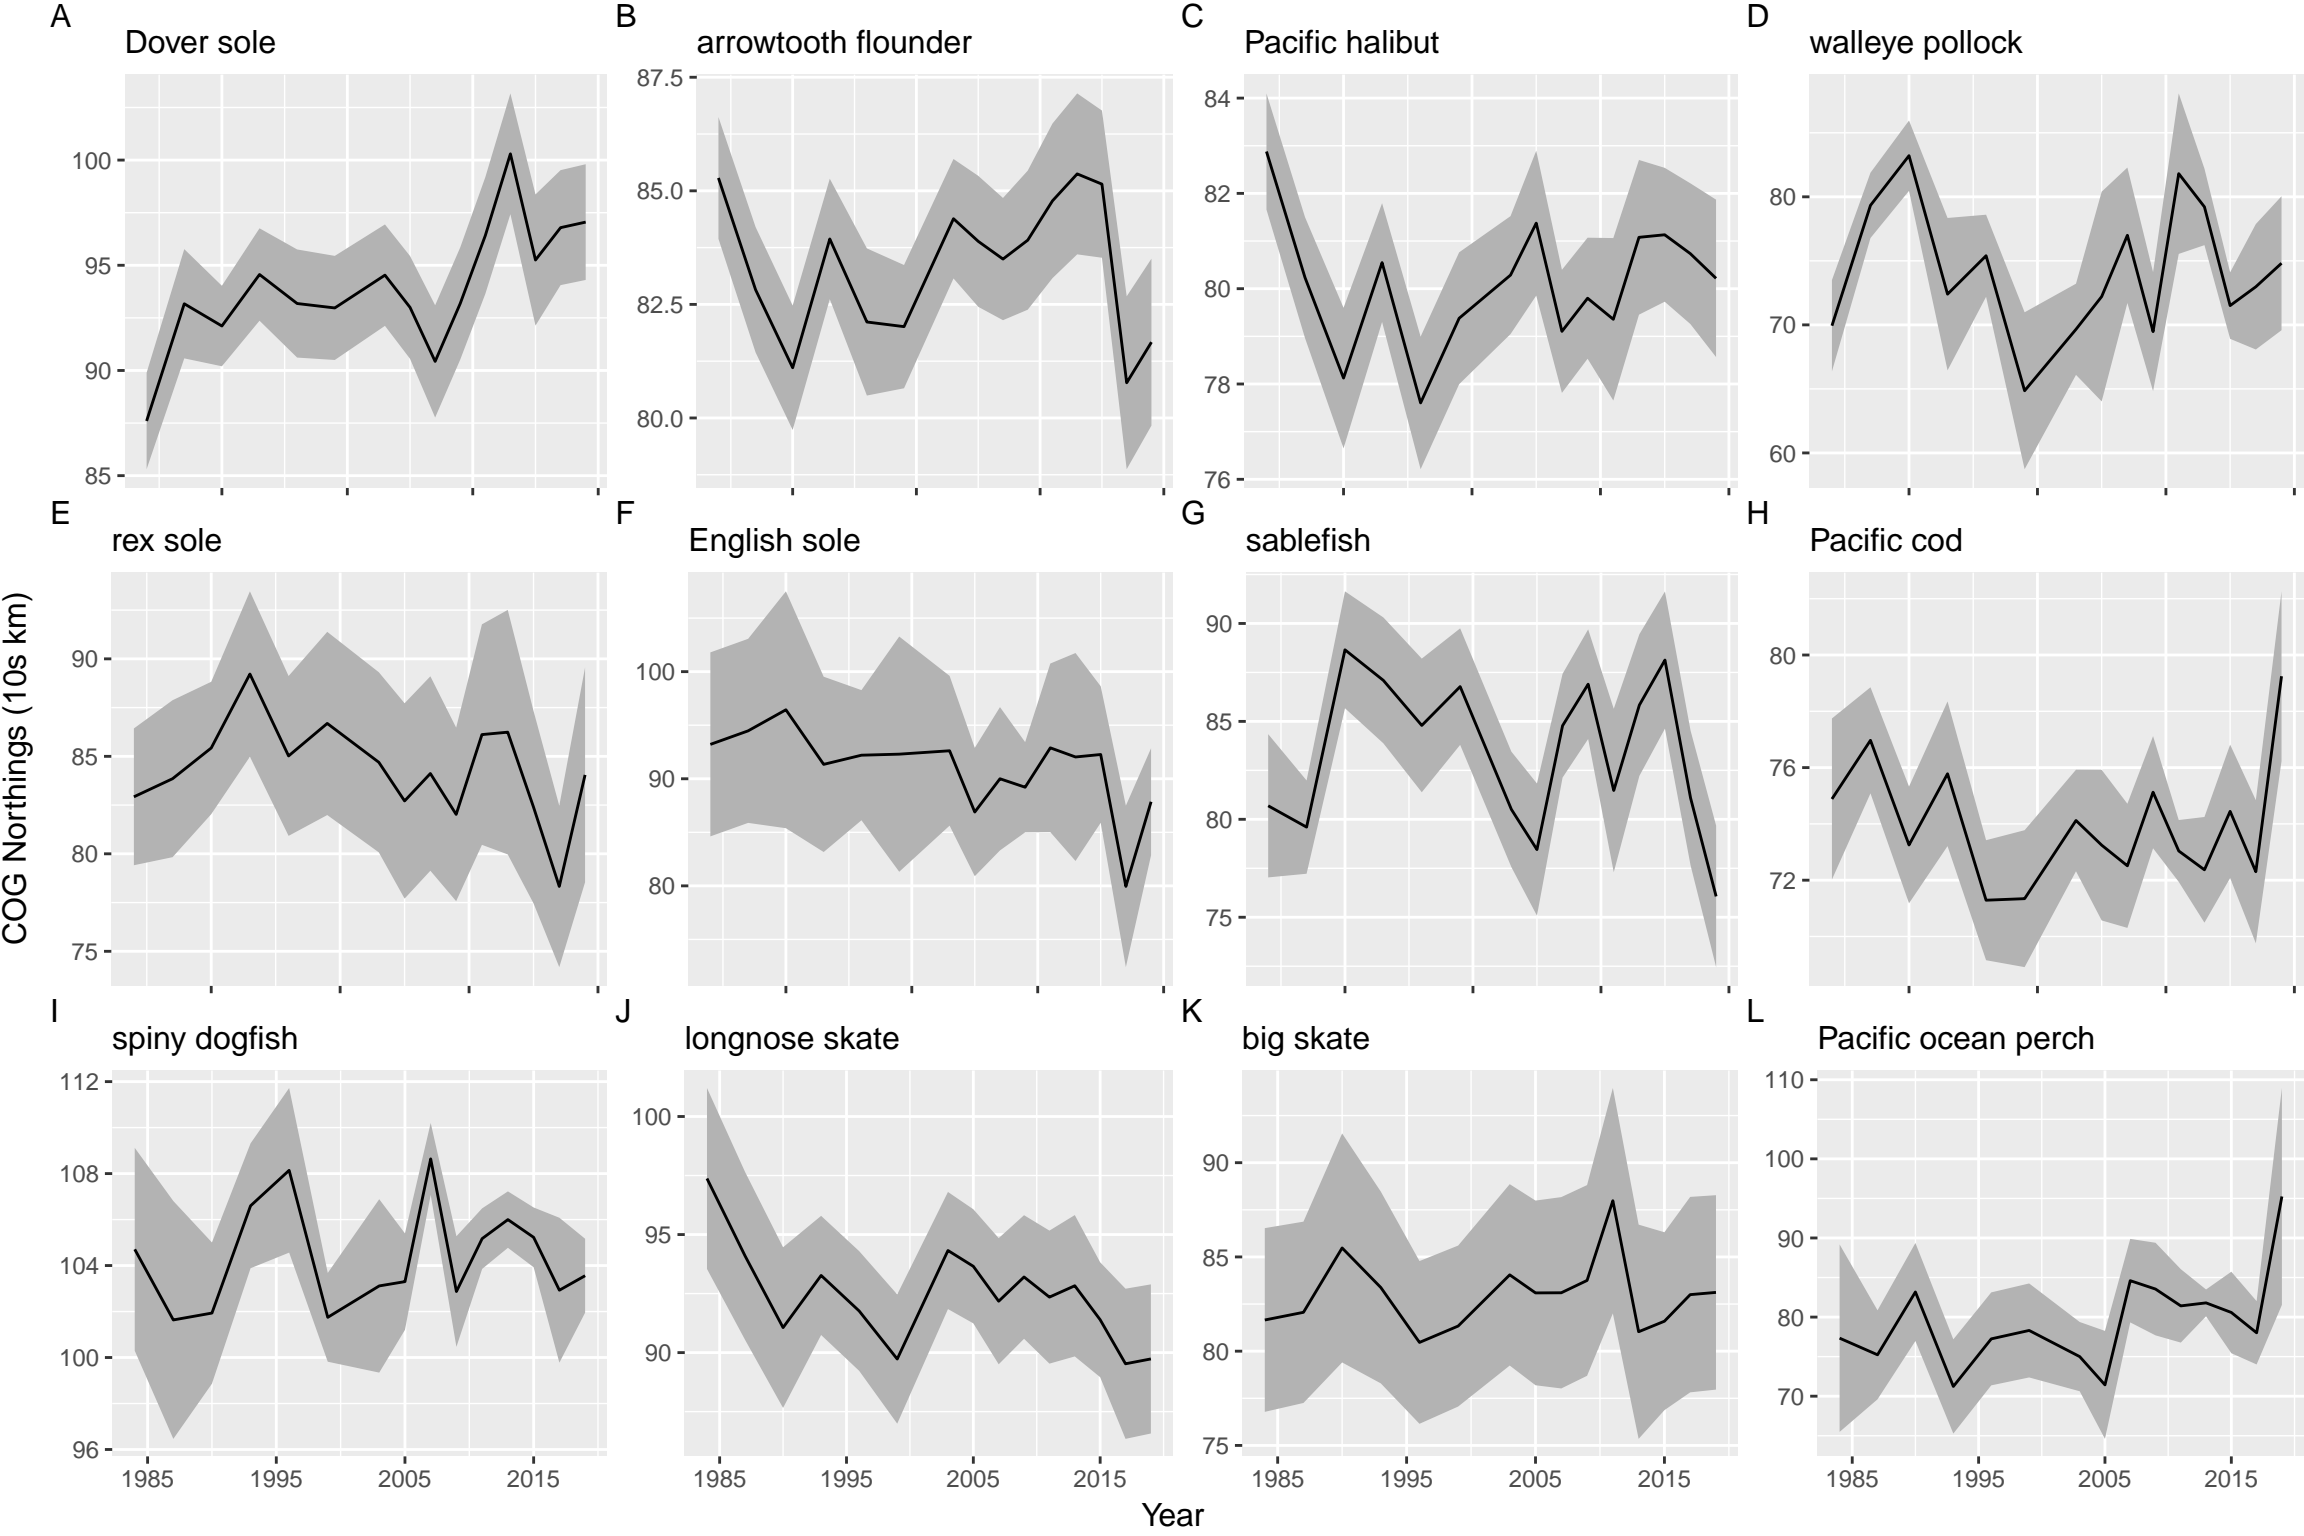 A
Dover sole
100
95
90
85
B
arrowtooth flounder
87.5
85.0
82.5
80.0
C
Pacific halibut
84
82
80
78
76
D
walleye pollock
80
70
60
COG Northings (10s km)
E
rex sole
90
85
80
75
F
English sole
100
90
80
G
sablefish
90
85
80
75
H
Pacific cod
80
76
72
I
spiny dogfish
112
108
104
100
96
1985 1995 2005 2015
J
longnose skate
100
95
90
1985 1995 2005 2015
K
big skate
90
85
80
75
1985 1995 2005 2015
L
Pacific ocean perch
110
100
90
80
70
1985 1995 2005 2015
Year